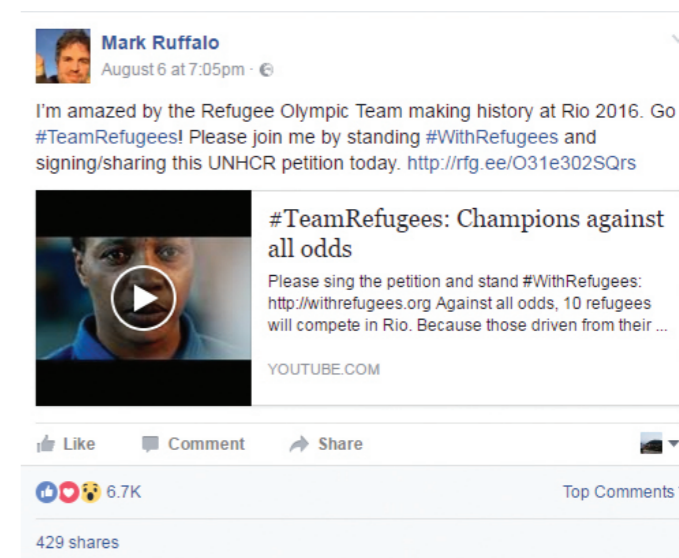 Mark Ruffalo
August 6 at 7:05pm ·
I'm amazed by the Refugee Olympic Team making history at Rio 2016. Go
#TeamRefugees! Please join me by standing #WithRefugees and
signing/sharing this UNHCR petition today. http://rfg.ee/O31e302SQrs
#TeamRefugees: Champions against
all odds
Please sing the petition and stand #WithRefugees:
http://withrefugees.org Against all odds, 10 refugees
will compete in Rio. Because those driven from their ...
YOUTUBE.COM
Like Comment Share
6.7K Top Comments
429 shares